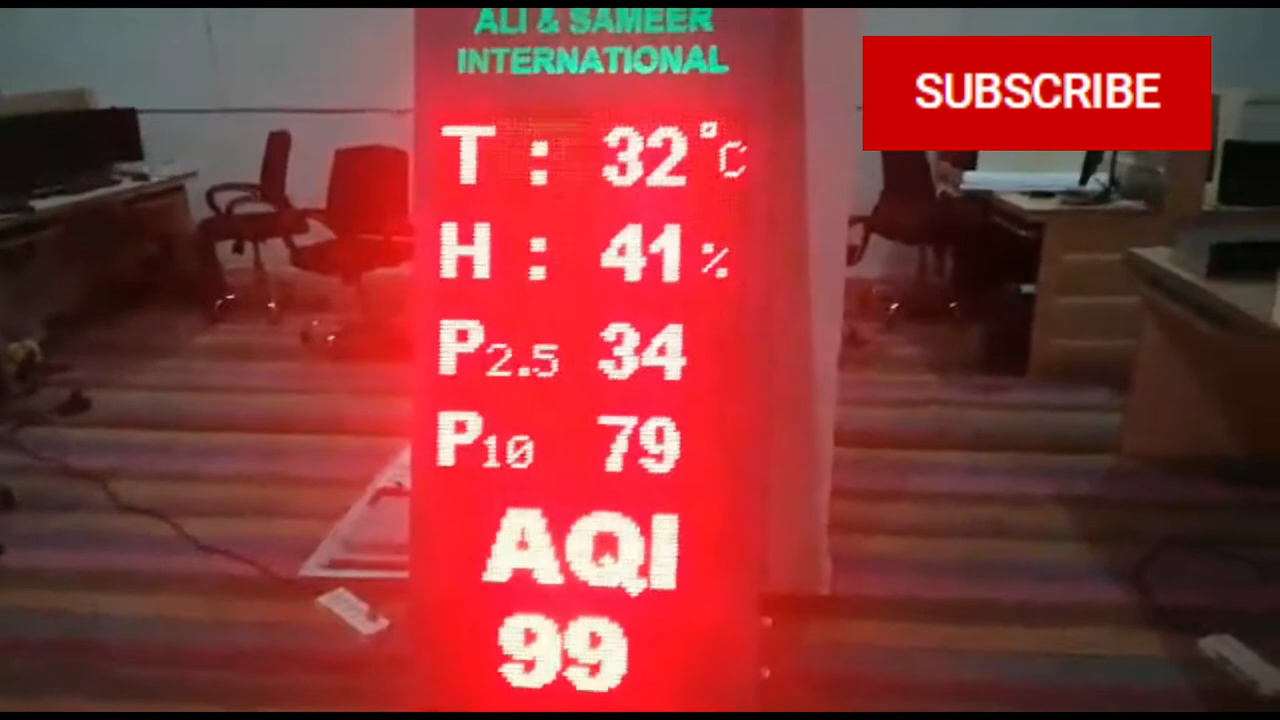 ALI & SAMEER
INTERNATIONAL
SUBSCRIBE
T : 32°C
H : 41%
P2.5 34
P10 79
AQI
99